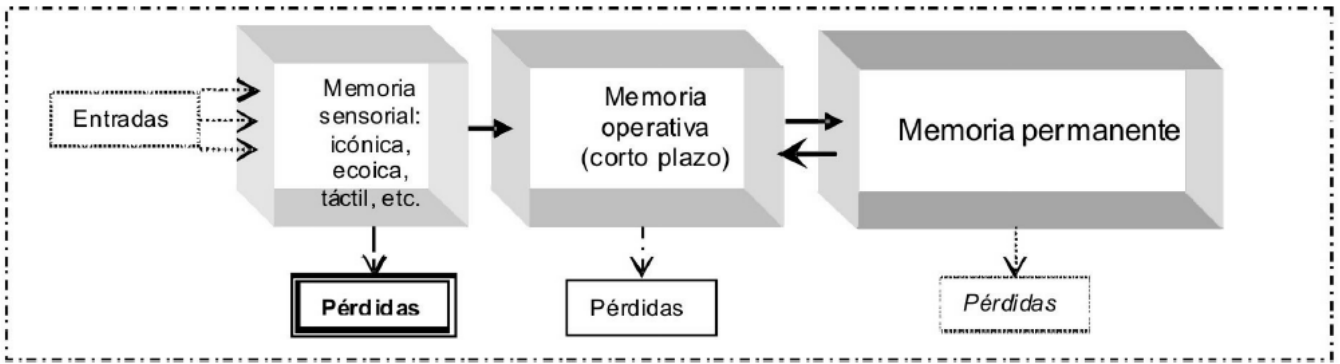 Entradas
Memoria
sensorial:
icónica,
ecoica,
táctil, etc.
Memoria
operativa
(corto plazo)
Memoria permanente
Pérdidas
Pérdidas
Pérdidas